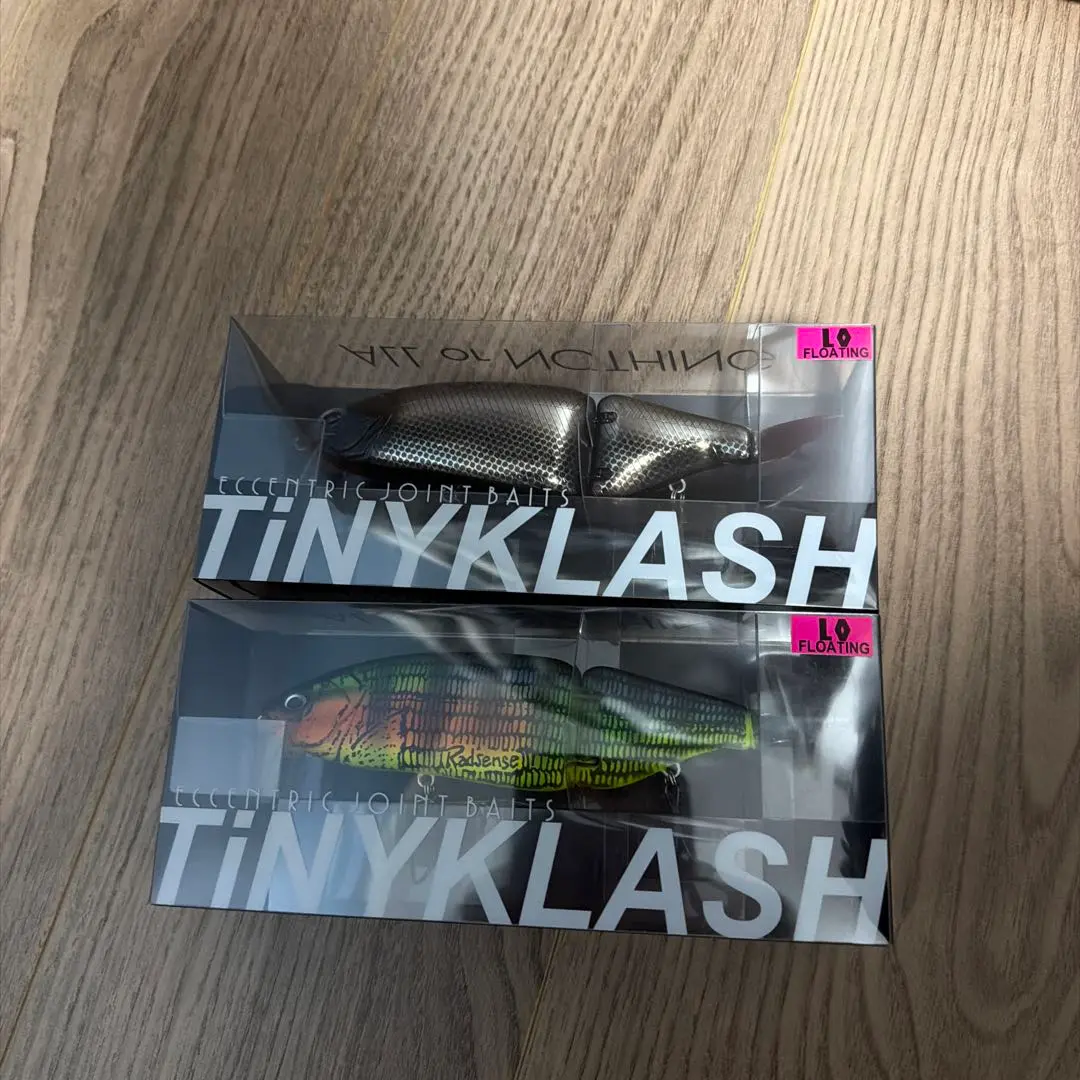 ALL or NOTHING
LO
FLOATING
ECCENTRIC JOINT BAITS
TiNYKLASH
LO
FLOATING
Radsense
ECCENTRIC JOINT BAITS
TiNYKLASH